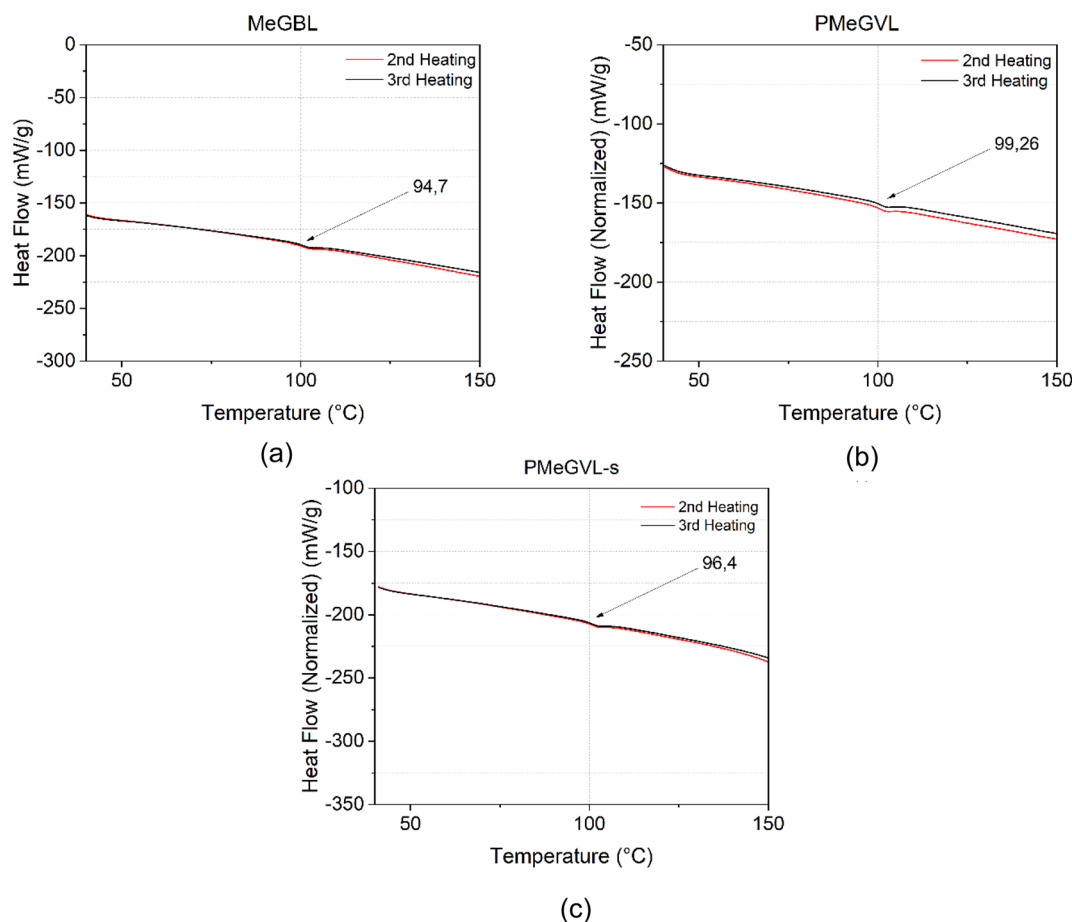 MeGBL
2nd Heating
3rd Heating
94,7
Heat Flow (mW/g)
0
-50
-100
-150
-200
-250
-300
50
100
150
Temperature (°C)
(a)
PMeGVL
2nd Heating
3rd Heating
99,26
Heat Flow (Normalized) (mW/g)
-50
-100
-150
-200
-250
50
100
150
Temperature (°C)
(b)
PMeGVL-s
2nd Heating
3rd Heating
96,4
Heat Flow (Normalized) (mW/g)
-100
-150
-200
-250
-300
-350
50
100
150
Temperature (°C)
(c)